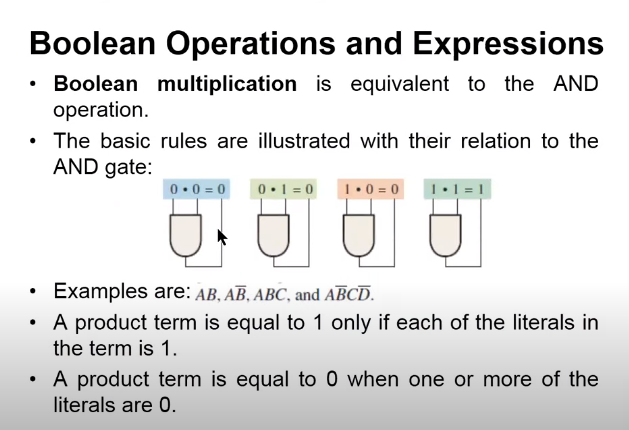 Boolean Operations and Expressions
• Boolean multiplication is equivalent to the AND
operation.
• The basic rules are illustrated with their relation to the
AND gate:
0 • 0 = 0 0 • 1 = 0 1 • 0 = 0 1 • 1 = 1
• Examples are: AB, AB̅, ABC, and AB̅CD̅.
• A product term is equal to 1 only if each of the literals in
the term is 1.
• A product term is equal to 0 when one or more of the
literals are 0.